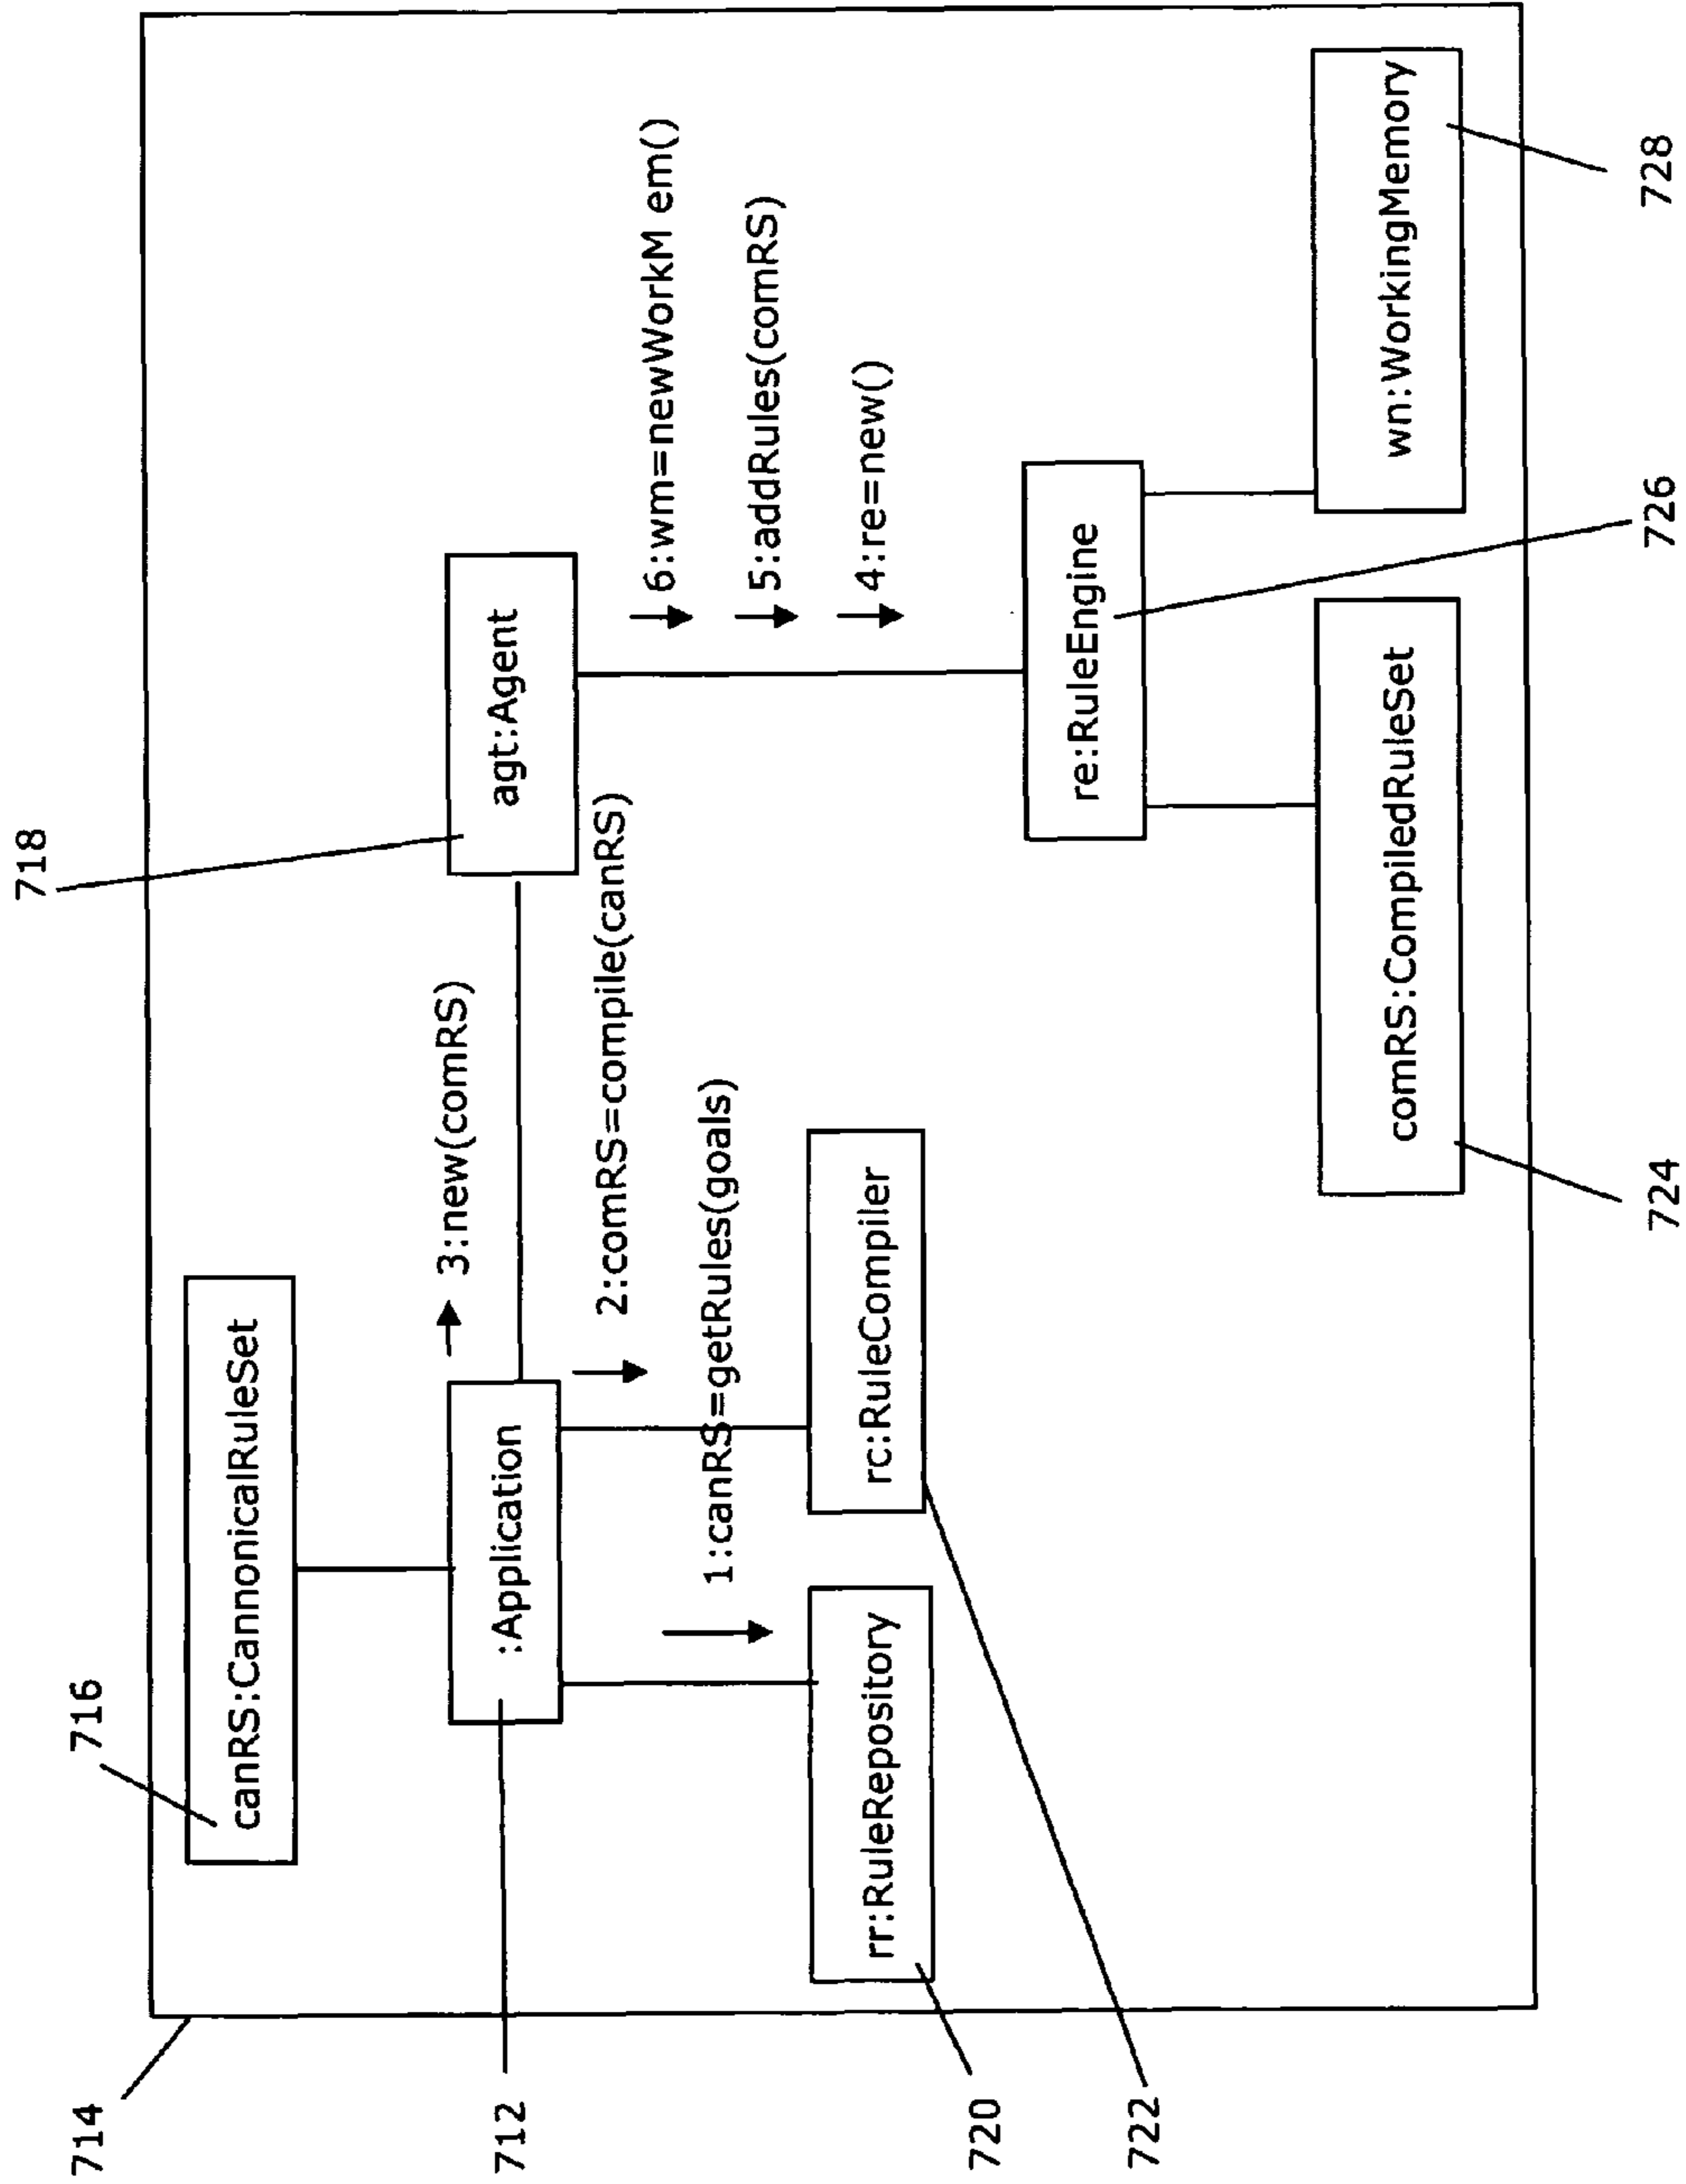 718
716
canRS:CannonicalRuleSet
3:new(comRS)
:Application
agt:Agent
2:comRS=compile(canRS)
6:wm=newWorkM em()
1:canRS=getRules(goals)
5:addRules(comRS)
4:re=new()
rr:RuleRepository
rc:RuleCompiler
re:RuleEngine
comRS:CompiledRuleSet
wn:WorkingMemory
714
712
720
722
724
726
728